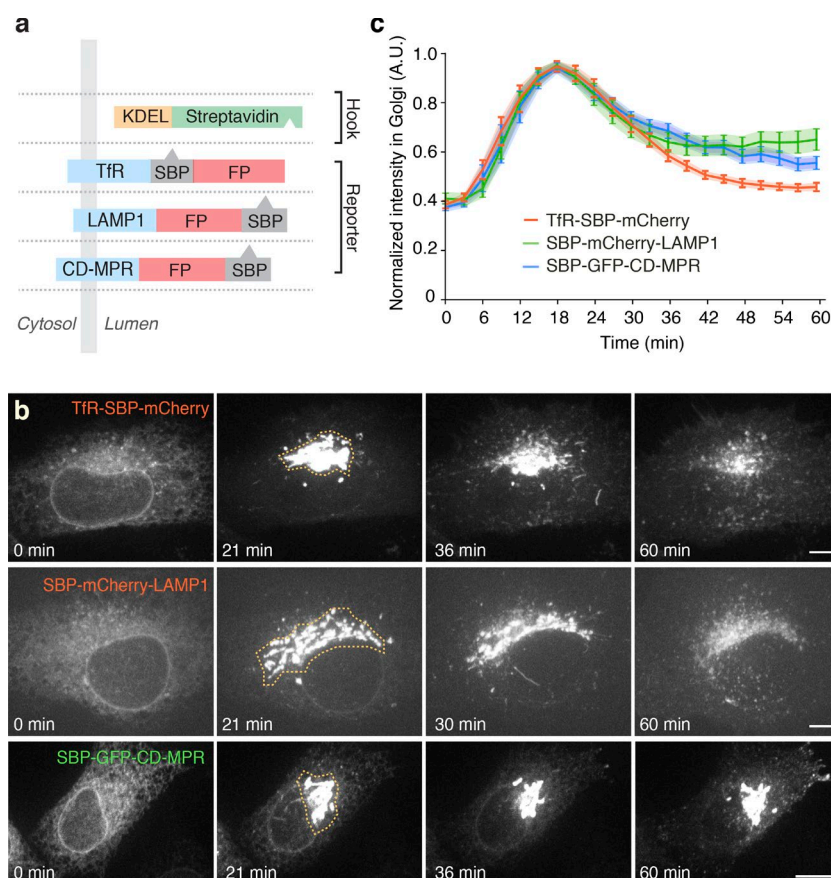 a
KDEL Streptavidin
Hook
TfR SBP FP
LAMP1 FP SBP
CD-MPR FP SBP
Reporter
Cytosol Lumen
c
Normalized intensity in Golgi (A.U.)
1.0
0.8
0.6
0.4
0.4
0
TfR-SBP-mCherry
SBP-mCherry-LAMP1
SBP-GFP-CD-MPR
0 6 12 18 24 30 36 42 48 54 60
Time (min)
b
TfR-SBP-mCherry
0 min 21 min 36 min 60 min
SBP-mCherry-LAMP1
0 min 21 min 30 min 60 min
SBP-GFP-CD-MPR
0 min 21 min 36 min 60 min